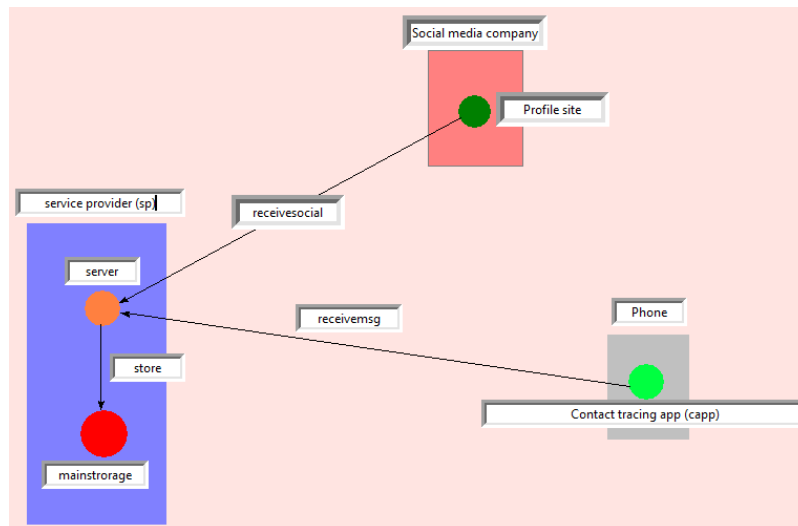 Social media company
Profile site
service provider (sp)
receivesocial
server
receivemsg
Phone
store
Contact tracing app (capp)
mainstrorage